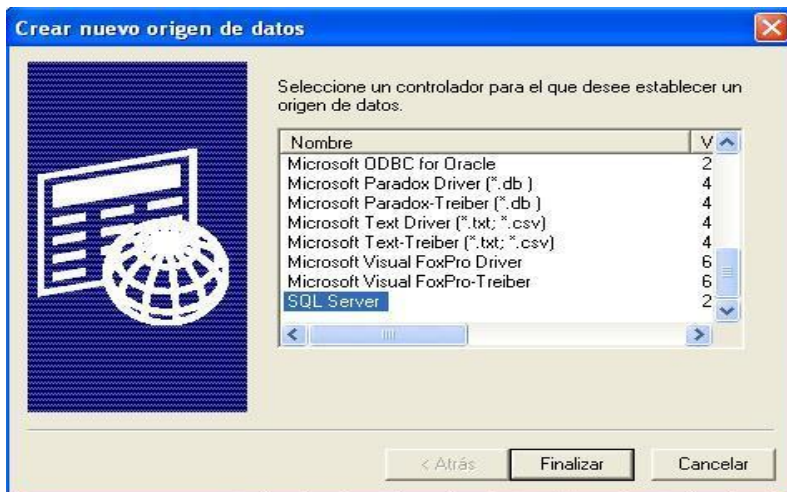 Crear nuevo origen de datos
Seleccione un controlador para el que desee establecer un
origen de datos.
Nombre V
Microsoft ODBC for Oracle 2
Microsoft Paradox Driver (*.db ) 4
Microsoft Paradox-Treiber (*.db ) 4
Microsoft Text Driver (*.txt; *.csv) 4
Microsoft Text-Treiber (*.txt; *.csv) 4
Microsoft Visual FoxPro Driver 6
Microsoft Visual FoxPro-Treiber 6
SQL Server 2
< Atrás Finalizar Cancelar